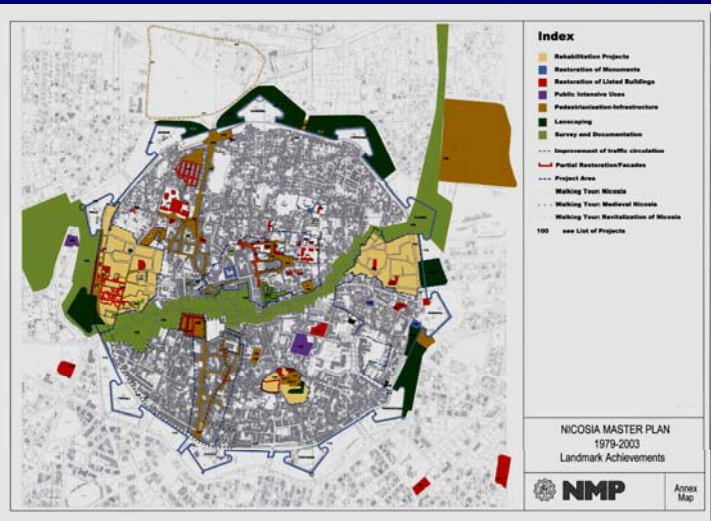 Index
Rehabilitation Projects
Restoration of Monuments
Restoration of Listed Buildings
Public Intensive Uses
Pedestrianization-Infrastructure
Lanscaping
Survey and Documentation
Improvement of traffic circulation
Partial Restoration/Facades
Project Area
Walking Tour: Nicosia
Walking Tour: Medieval Nicosia
Walking Tour: Revitalization of Nicosia
100 see List of Projects
NICOSIA MASTER PLAN
1979-2003
Landmark Achievements
NMP
Annex
Map